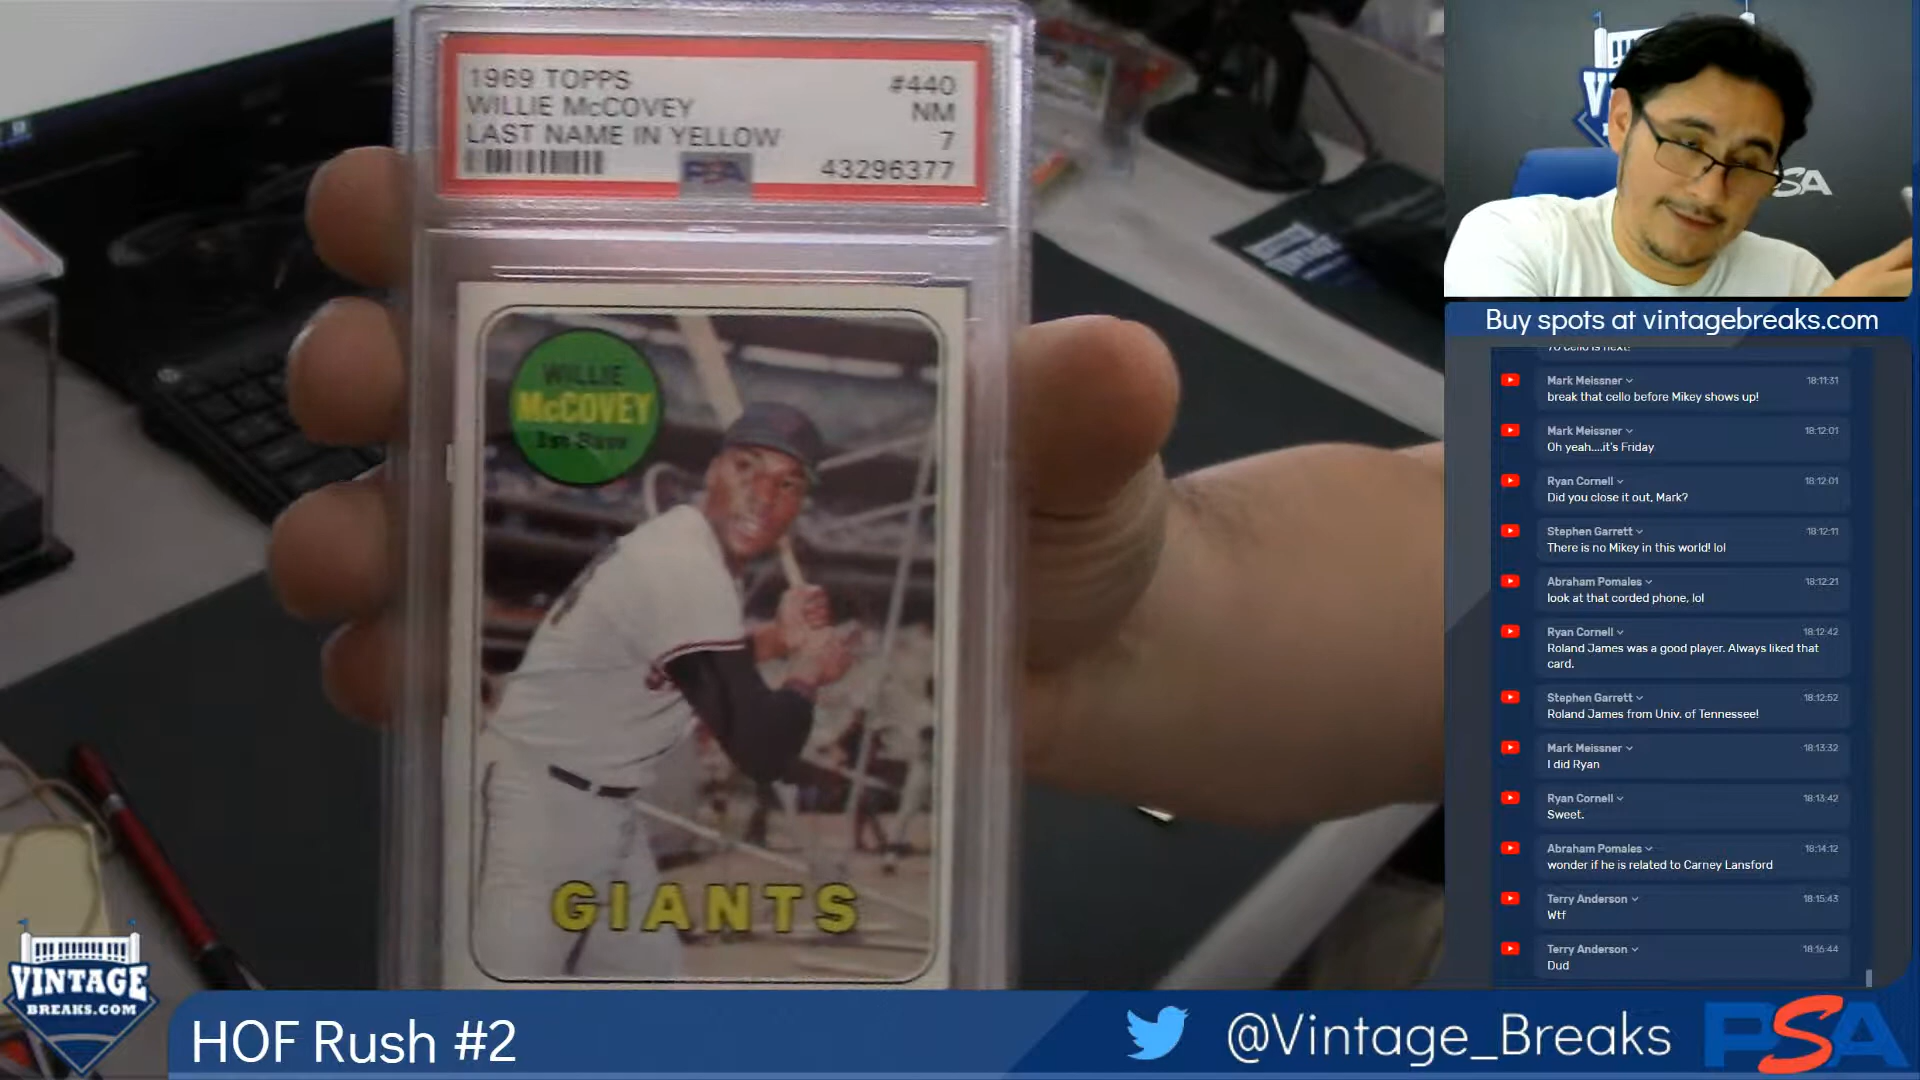 1969 TOPPS #440
WILLIE McCOVEY NM
LAST NAME IN YELLOW 7
PSA 43296377
WILLIE
McCOVEY
1st Base
GIANTS
PSA
Buy spots at vintagebreaks.com
70 cello is next!
Mark Meissner 18:11:31
break that cello before Mikey shows up!
Mark Meissner 18:12:01
Oh yeah....it's Friday
Ryan Cornell 18:12:01
Did you close it out, Mark?
Stephen Garrett 18:12:11
There is no Mikey in this world! lol
Abraham Pomales 18:12:21
look at that corded phone, lol
Ryan Cornell 18:12:42
Roland James was a good player. Always liked that
card.
Stephen Garrett 18:12:52
Roland James from Univ. of Tennessee!
Mark Meissner 18:13:32
I did Ryan
Ryan Cornell 18:13:42
Sweet.
Abraham Pomales 18:14:12
wonder if he is related to Carney Lansford
Terry Anderson 18:15:43
Wtf
Terry Anderson 18:16:44
Dud
VINTAGE
BREAKS.COM
HOF Rush #2
@Vintage_Breaks
PSA